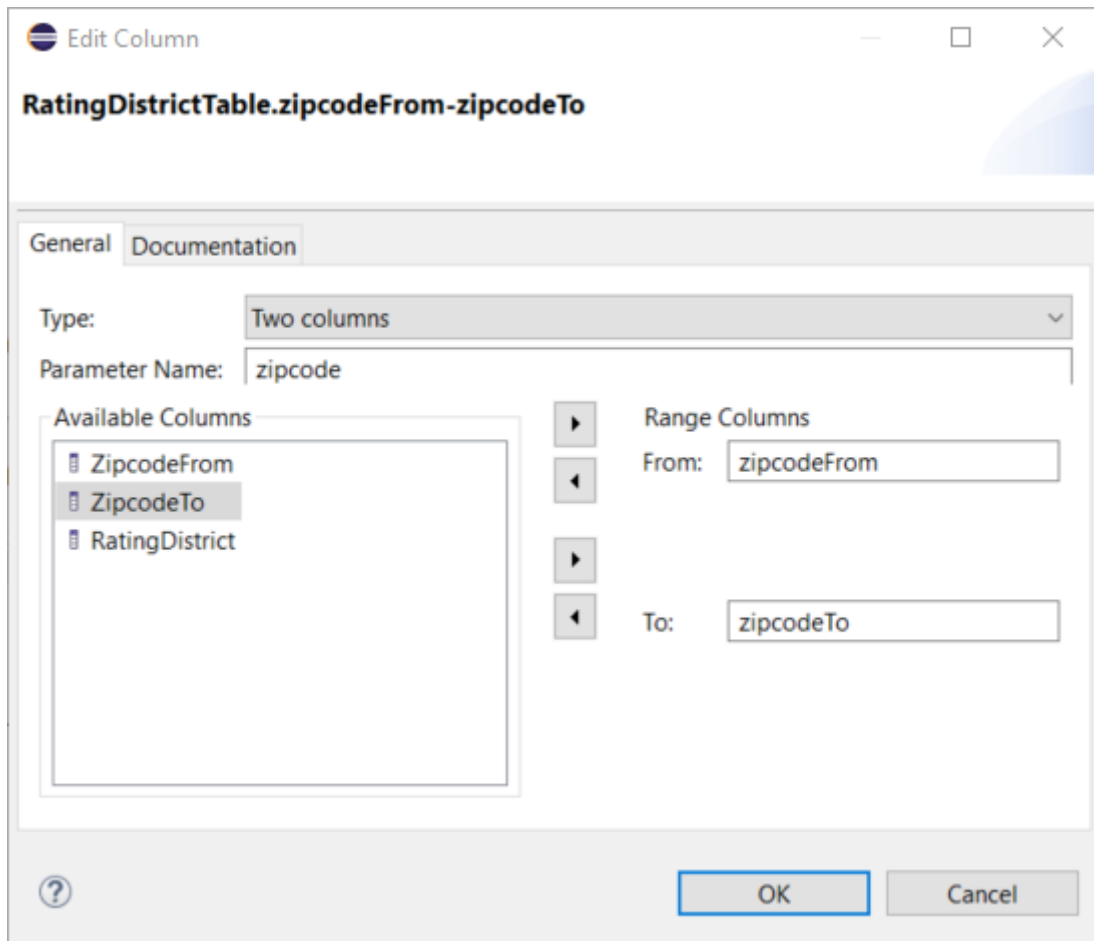 Edit Column
RatingDistrictTable.zipcodeFrom-zipcodeTo
General Documentation
Type: Two columns
Parameter Name: zipcode
Available Columns
ZipcodeFrom
ZipcodeTo
RatingDistrict
Range Columns
From: zipcodeFrom
To: zipcodeTo
?
OK Cancel